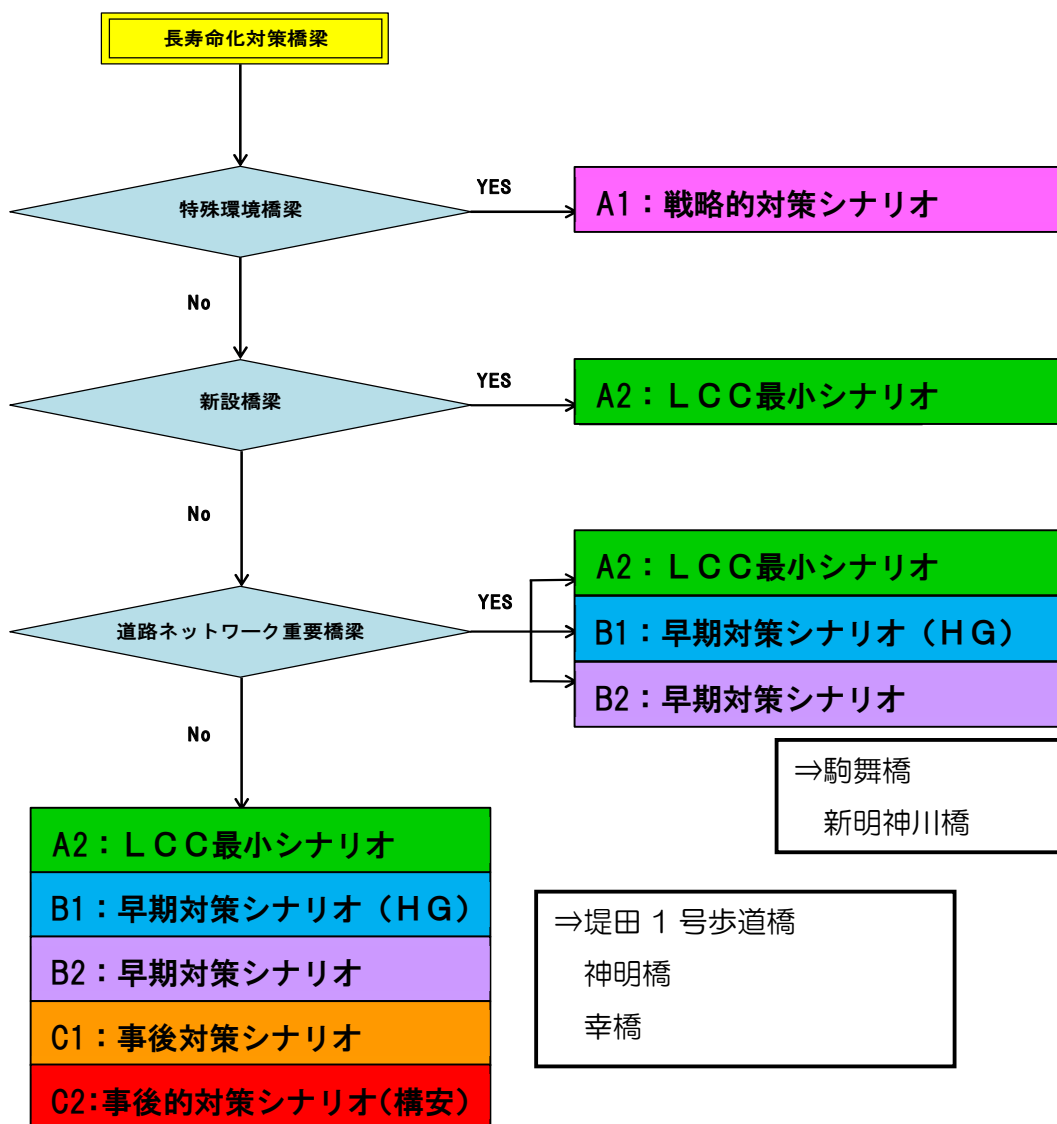 長寿命化対策橋梁
特殊環境橋梁
YES
A1：戦略的対策シナリオ
No
新設橋梁
YES
A2：ＬＣＣ最小シナリオ
No
道路ネットワーク重要橋梁
YES
A2：ＬＣＣ最小シナリオ
B1：早期対策シナリオ（ＨＧ）
B2：早期対策シナリオ
No
⇒駒舞橋
新明神川橋
A2：ＬＣＣ最小シナリオ
B1：早期対策シナリオ（ＨＧ）
B2：早期対策シナリオ
C1：事後対策シナリオ
C2:事後的対策シナリオ(構安)
⇒堤田 1 号歩道橋
神明橋
幸橋